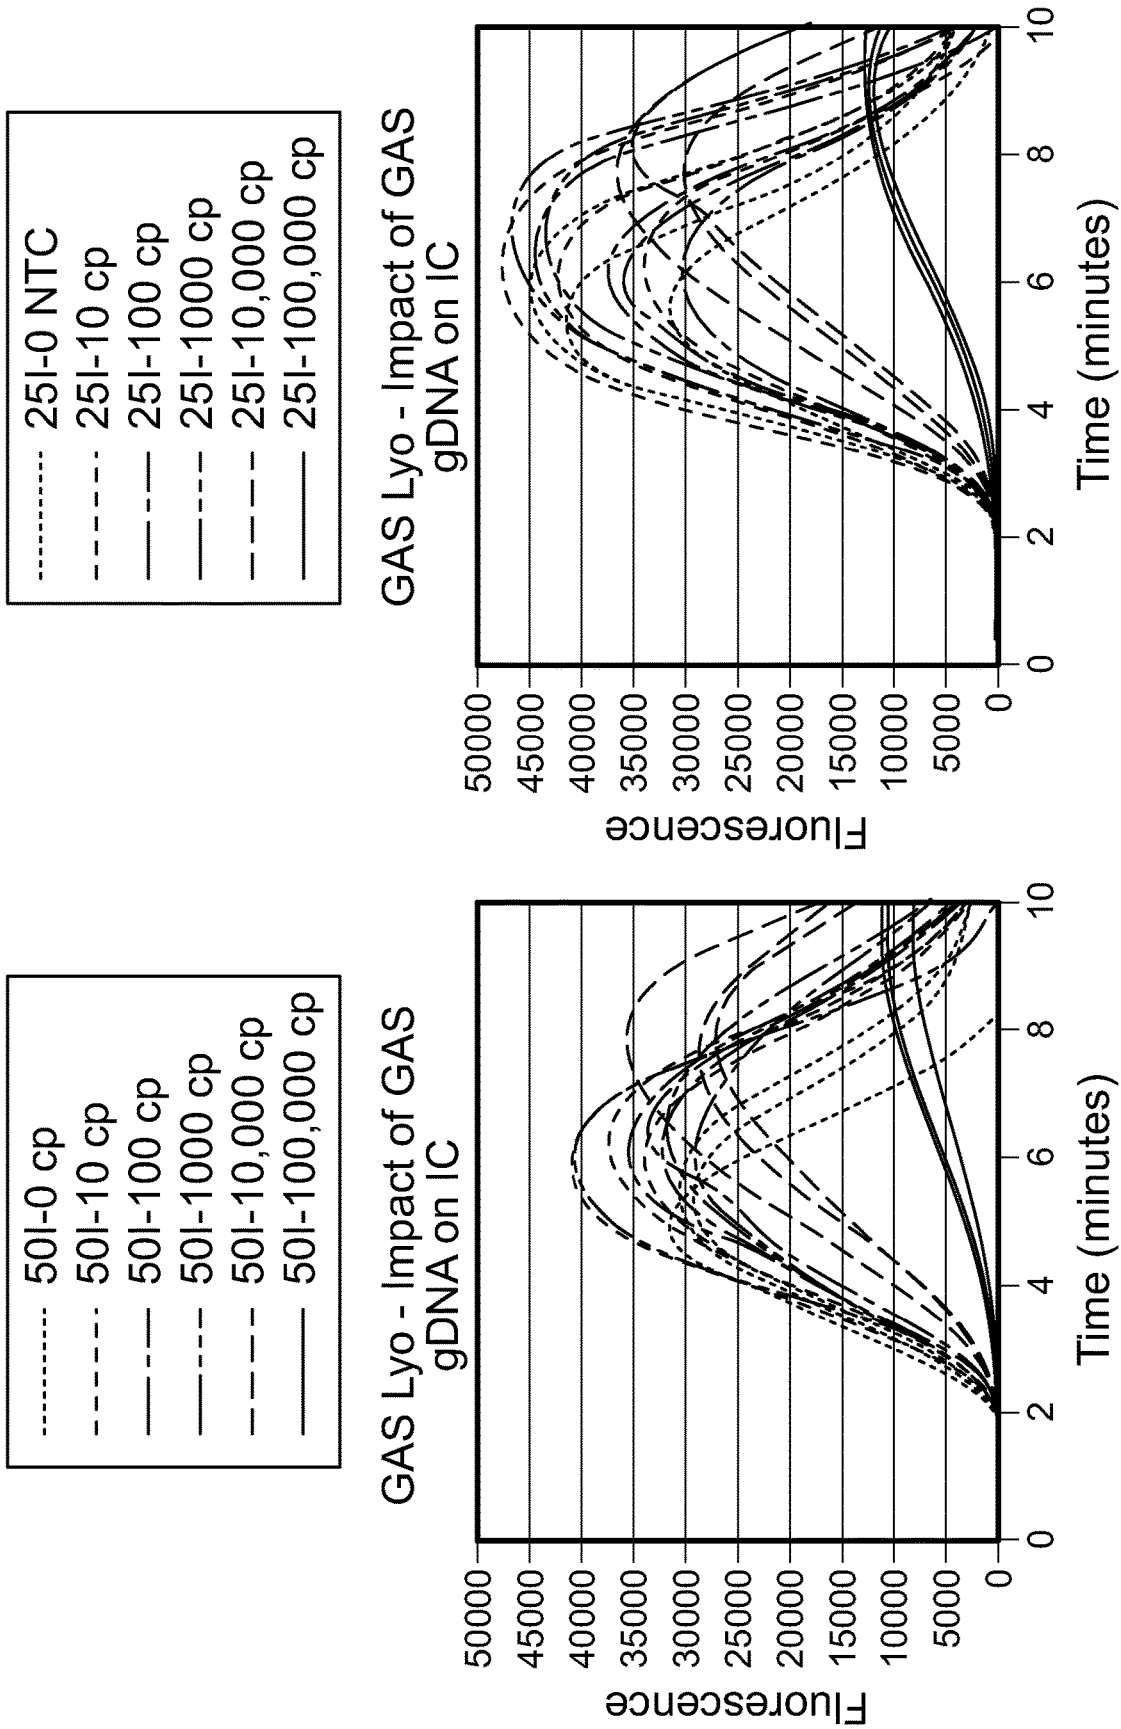 50I-0 cp
50I-10 cp
50I-100 cp
50I-1000 cp
50I-10,000 cp
50I-100,000 cp
GAS Lyo - Impact of GAS
gDNA on IC
Fluorescence
50000
45000
40000
35000
30000
25000
20000
15000
10000
5000
0
0 2 4 6 8 10
Time (minutes)
25I-0 NTC
25I-10 cp
25I-100 cp
25I-1000 cp
25I-10,000 cp
25I-100,000 cp
GAS Lyo - Impact of GAS
gDNA on IC
Fluorescence
50000
45000
40000
35000
30000
25000
20000
15000
10000
5000
0
0 2 4 6 8 10
Time (minutes)